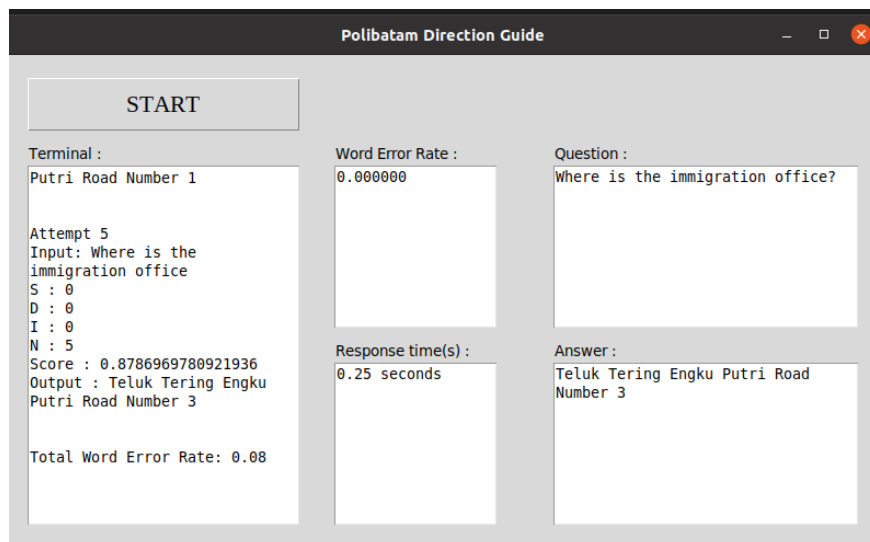 Polibatam Direction Guide
START
Terminal :
Putri Road Number 1
Attempt 5
Input: Where is the
immigration office
S : 0
D : 0
I : 0
N : 5
Score : 0.8786969780921936
Output : Teluk Tering Engku
Putri Road Number 3
Total Word Error Rate: 0.08
Word Error Rate :
0.000000
Response time(s) :
0.25 seconds
Question :
Where is the immigration office?
Answer :
Teluk Tering Engku Putri Road
Number 3